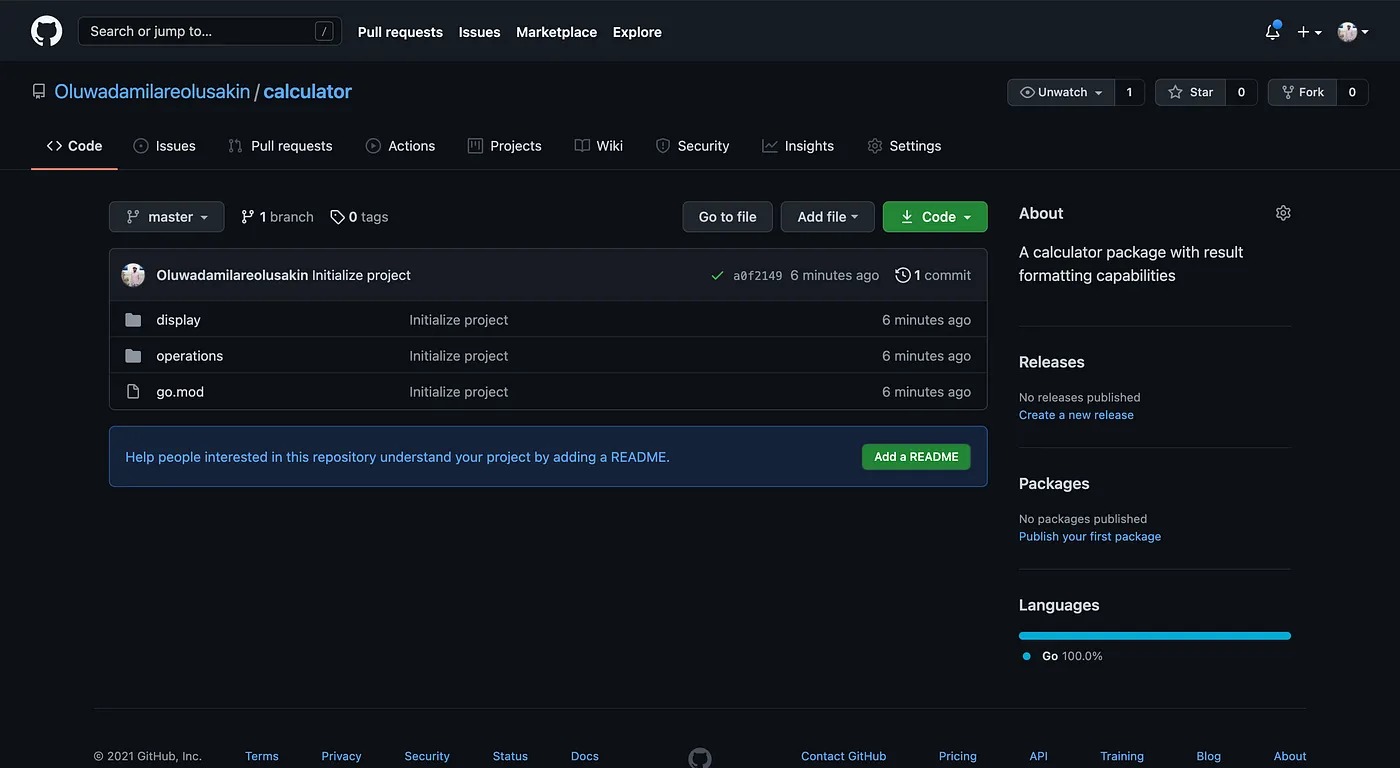 Search or jump to... /
Pull requests Issues Marketplace Explore
Oluwadamilareolusakin / calculator
Unwatch 1 Star 0 Fork 0
Code Issues Pull requests Actions Projects Wiki Security Insights Settings
master 1 branch 0 tags Go to file Add file Code
Oluwadamilareolusakin Initialize project a0f2149 6 minutes ago 1 commit
display Initialize project 6 minutes ago
operations Initialize project 6 minutes ago
go.mod Initialize project 6 minutes ago
Help people interested in this repository understand your project by adding a README. Add a README
About
A calculator package with result
formatting capabilities
Releases
No releases published
Create a new release
Packages
No packages published
Publish your first package
Languages
Go 100.0%
© 2021 GitHub, Inc. Terms Privacy Security Status Docs Contact GitHub Pricing API Training Blog About